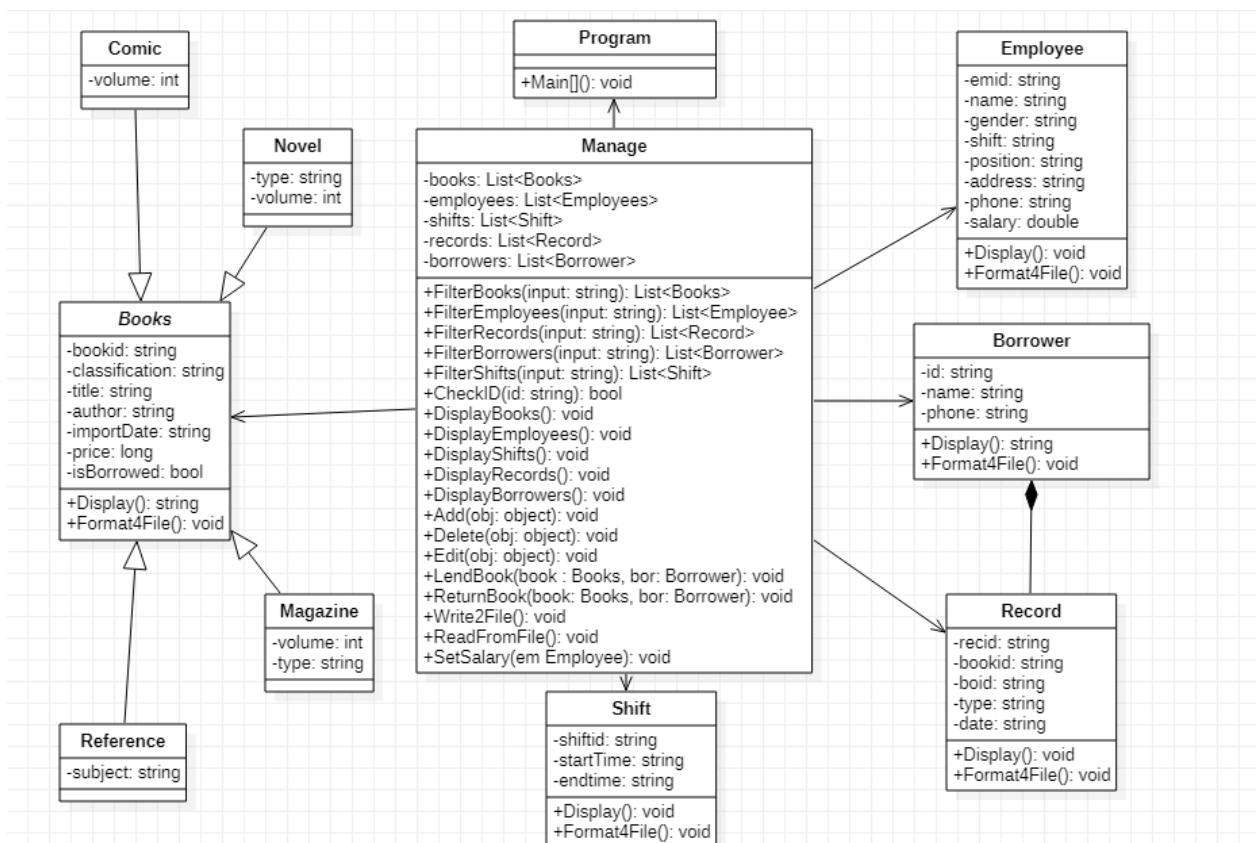 Comic
-volume: int
Novel
-type: string
-volume: int
Program
+Main[](): void
Employee
-emid: string
-name: string
-gender: string
-shift: string
-position: string
-address: string
-phone: string
-salary: double
+Display(): void
+Format4File(): void
Manage
-books: List<Books>
-employees: List<Employees>
-shifts: List<Shift>
-records: List<Record>
-borrowers: List<Borrower>
+FilterBooks(input: string): List<Books>
+FilterEmployees(input: string): List<Employee>
+FilterRecords(input: string): List<Record>
+FilterBorrowers(input: string): List<Borrower>
+FilterShifts(input: string): List<Shift>
+CheckID(id: string): bool
+DisplayBooks(): void
+DisplayEmployees(): void
+DisplayShifts(): void
+DisplayRecords(): void
+DisplayBorrowers(): void
+Add(obj: object): void
+Delete(obj: object): void
+Edit(obj: object): void
+LendBook(book : Books, bor: Borrower): void
+ReturnBook(book: Books, bor: Borrower): void
+Write2File(): void
+ReadFromFile(): void
+SetSalary(em Employee): void
Books
-bookid: string
-classification: string
-title: string
-author: string
-importDate: string
-price: long
-isBorrowed: bool
+Display(): string
+Format4File(): void
Borrower
-id: string
-name: string
-phone: string
+Display(): string
+Format4File(): void
Magazine
-volume: int
-type: string
Reference
-subject: string
Shift
-shiftid: string
-startTime: string
-endtime: string
+Display(): void
+Format4File(): void
Record
-recid: string
-bookid: string
-boid: string
-type: string
-date: string
+Display(): void
+Format4File(): void